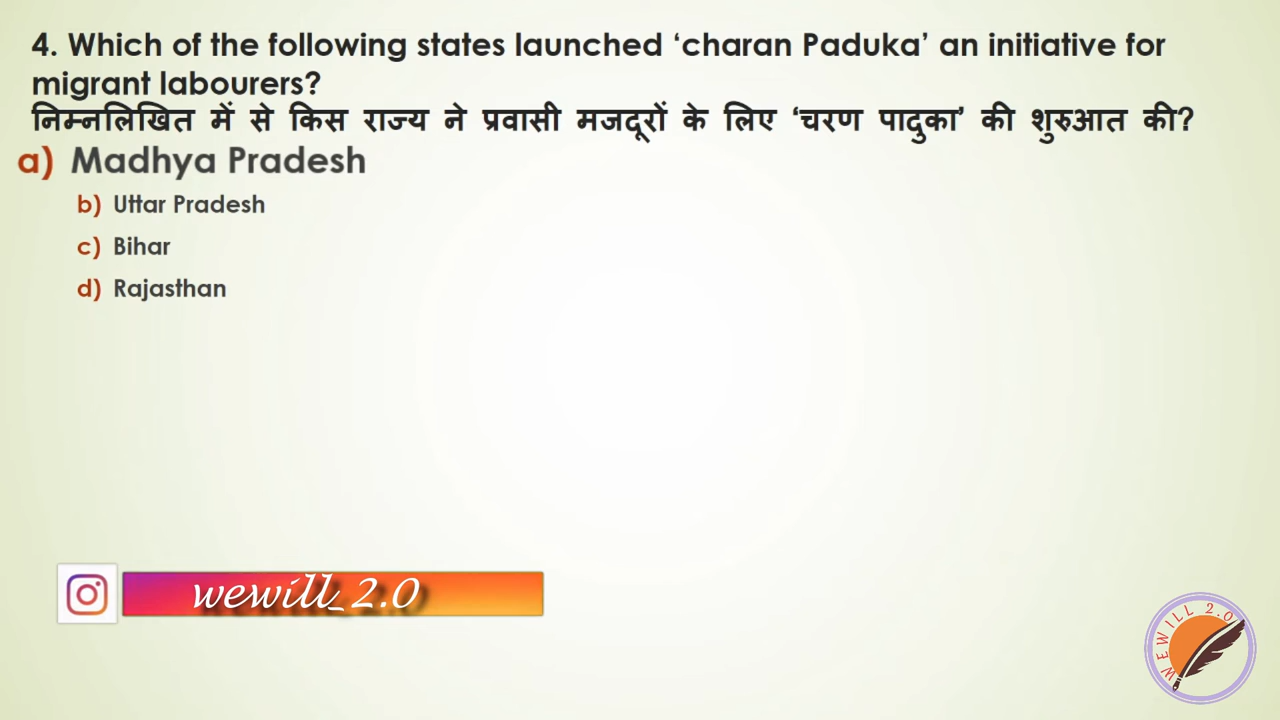 4. Which of the following states launched ‘charan Paduka’ an initiative for
migrant labourers?
निम्नलिखित में से किस राज्य ने प्रवासी मजदूरों के लिए ‘चरण पादुका’ की शुरुआत की?
a) Madhya Pradesh
b) Uttar Pradesh
c) Bihar
d) Rajasthan
wewill_2.0
WEWILL 2.0